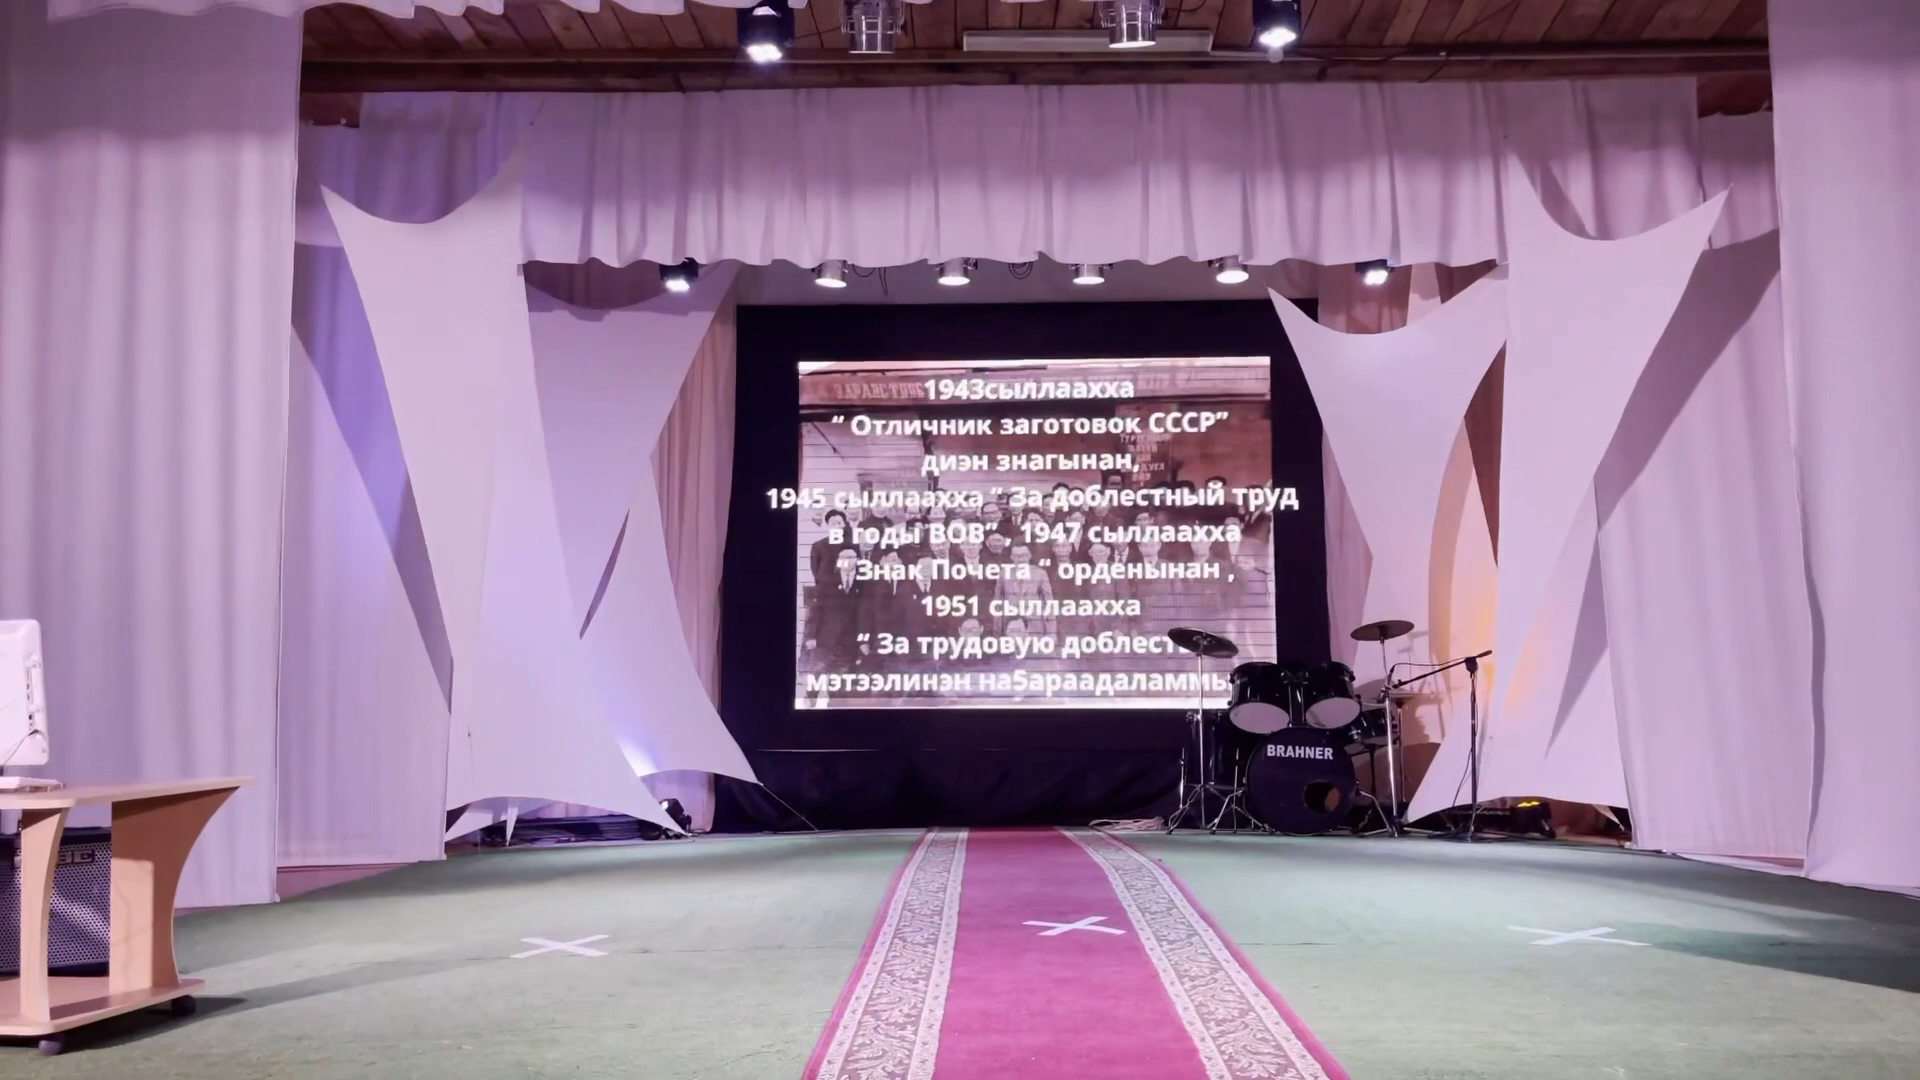 1943сыллаахха
“ Отличник заготовок СССР”
диэн знагынан,
1945 сыллаахха “ За доблестный труд
в годы ВОВ” , 1947 сыллаахха
“ Знак Почета “ орденынан ,
1951 сыллаахха
“ За трудовую доблест
мэтээлинэн на5араадаламмы
BRAHNER